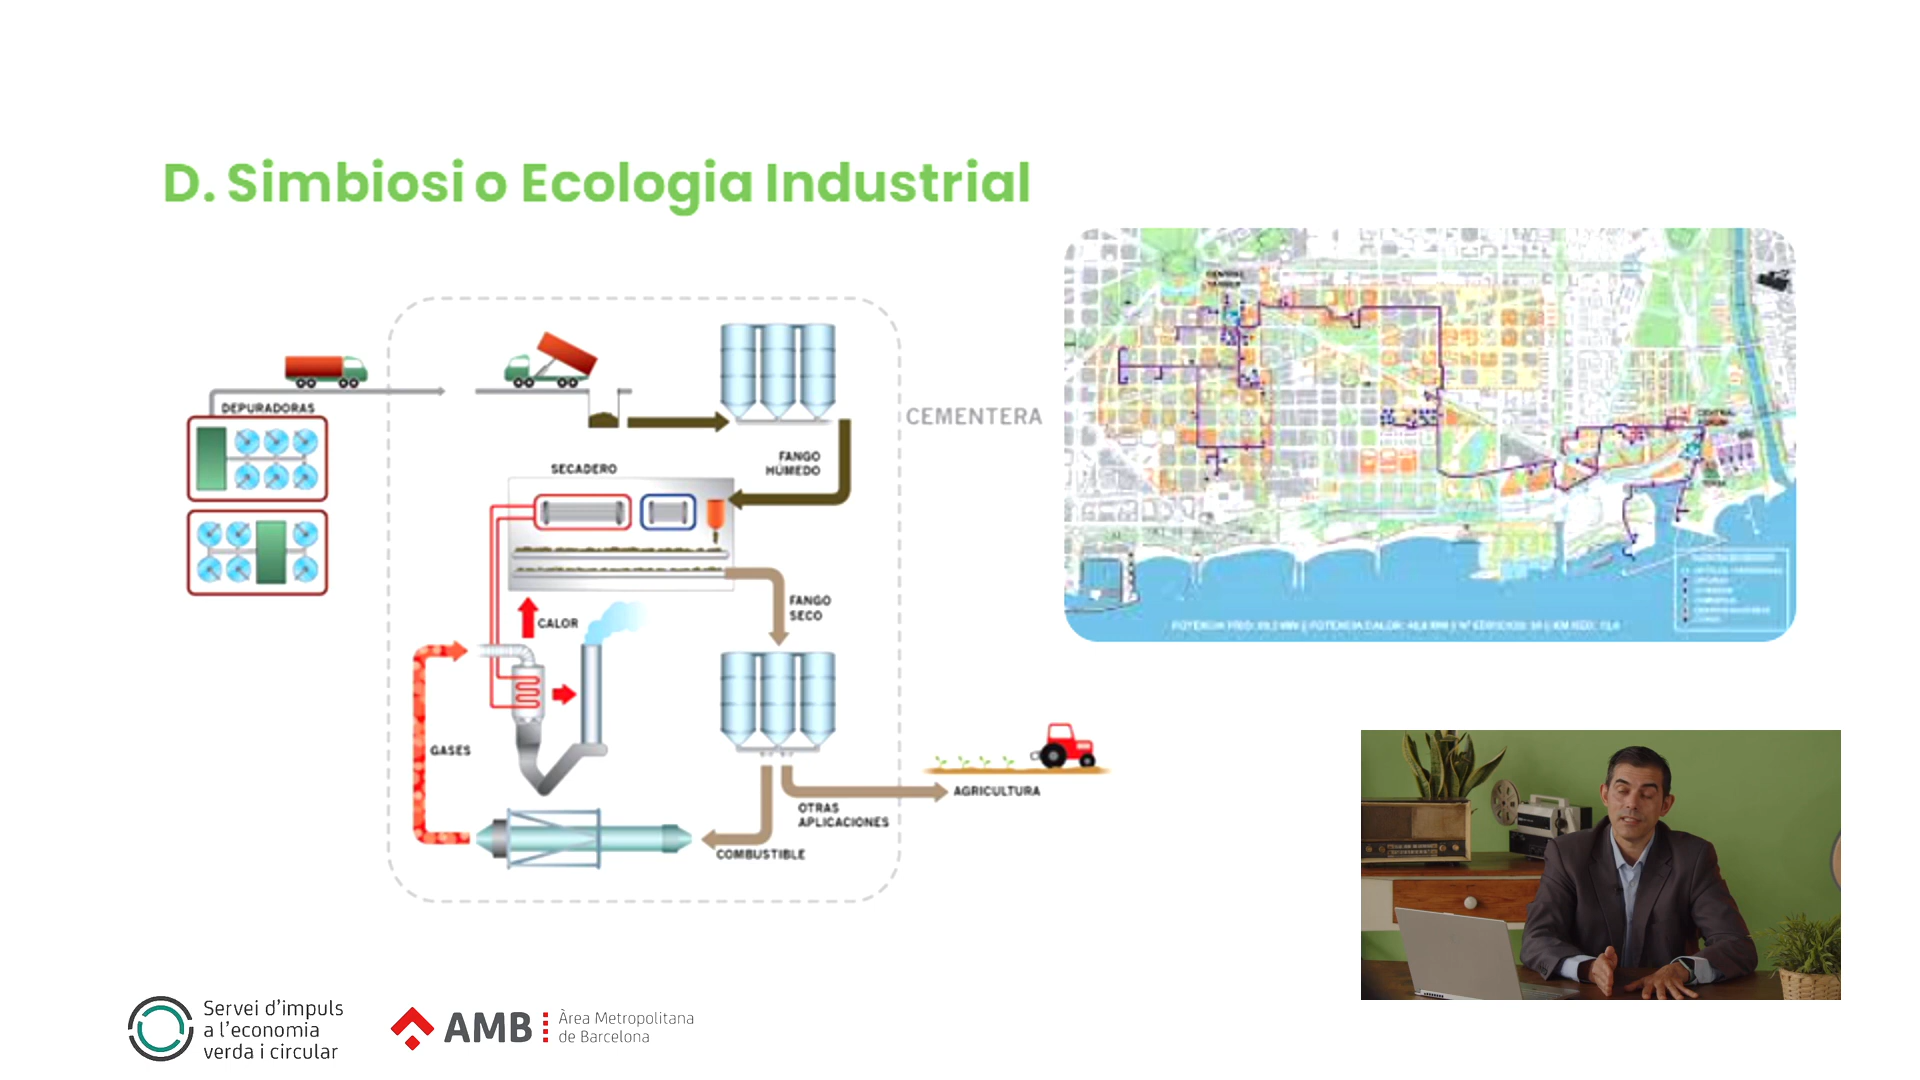 D. Simbiosi o Ecologia Industrial
DEPURADORAS
CEMENTERA
FANGO
HÚMEDO
SECADERO
FANGO
SECO
CALOR
GASES
OTRAS
APLICACIONES
AGRICULTURA
COMBUSTIBLE
CENTRAL
Servei d'impuls
a l'economia
verda i circular
AMB
Àrea Metropolitana
de Barcelona